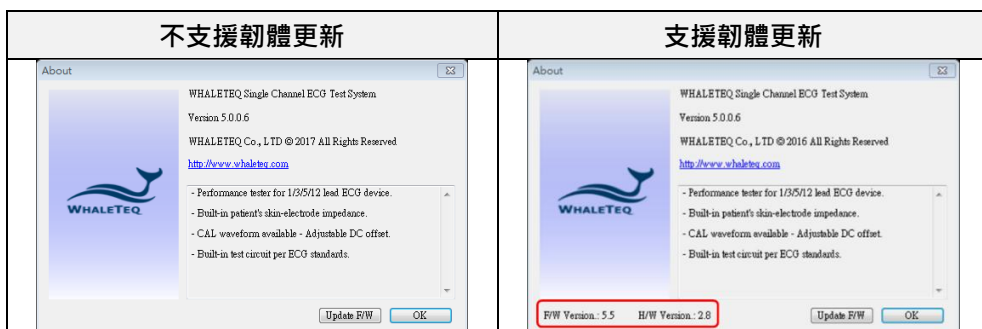 不支援韌體更新
支援韌體更新
About
WHALETEQ Single Channel ECG Test System
Version 5.0.0.6
WHALETEQ Co., LTD © 2017 All Rights Reserved
http://www.whaleteq.com
- Performance tester for 1/3/5/12 lead ECG device.
- Built-in patient's skin-electrode impedance.
- CAL waveform available - Adjustable DC offset.
- Built-in test circuit per ECG standards.
WHALETEQ
Update F/W
OK
About
WHALETEQ Single Channel ECG Test System
Version 5.0.0.6
WHALETEQ Co., LTD © 2016 All Rights Reserved
http://www.whaleteq.com
- Performance tester for 1/3/5/12 lead ECG device.
- Built-in patient's skin-electrode impedance.
- CAL waveform available - Adjustable DC offset.
- Built-in test circuit per ECG standards.
WHALETEQ
F/W Version.: 5.5 H/W Version.: 2.8
Update F/W
OK